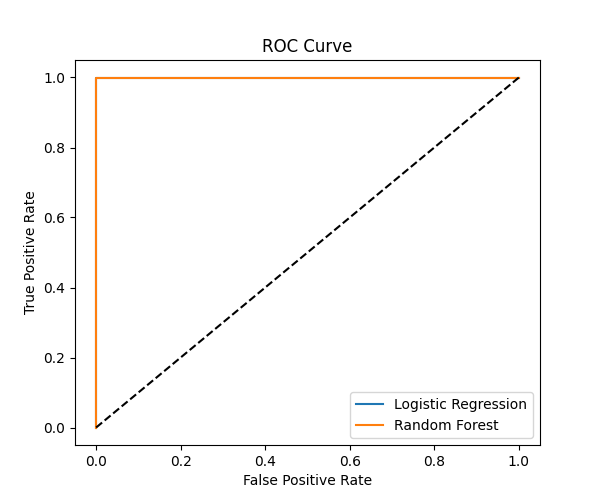 ROC Curve
True Positive Rate
1.0
0.8
0.6
0.4
0.2
0.0
0.0 0.2 0.4 0.6 0.8 1.0
False Positive Rate
Logistic Regression
Random Forest